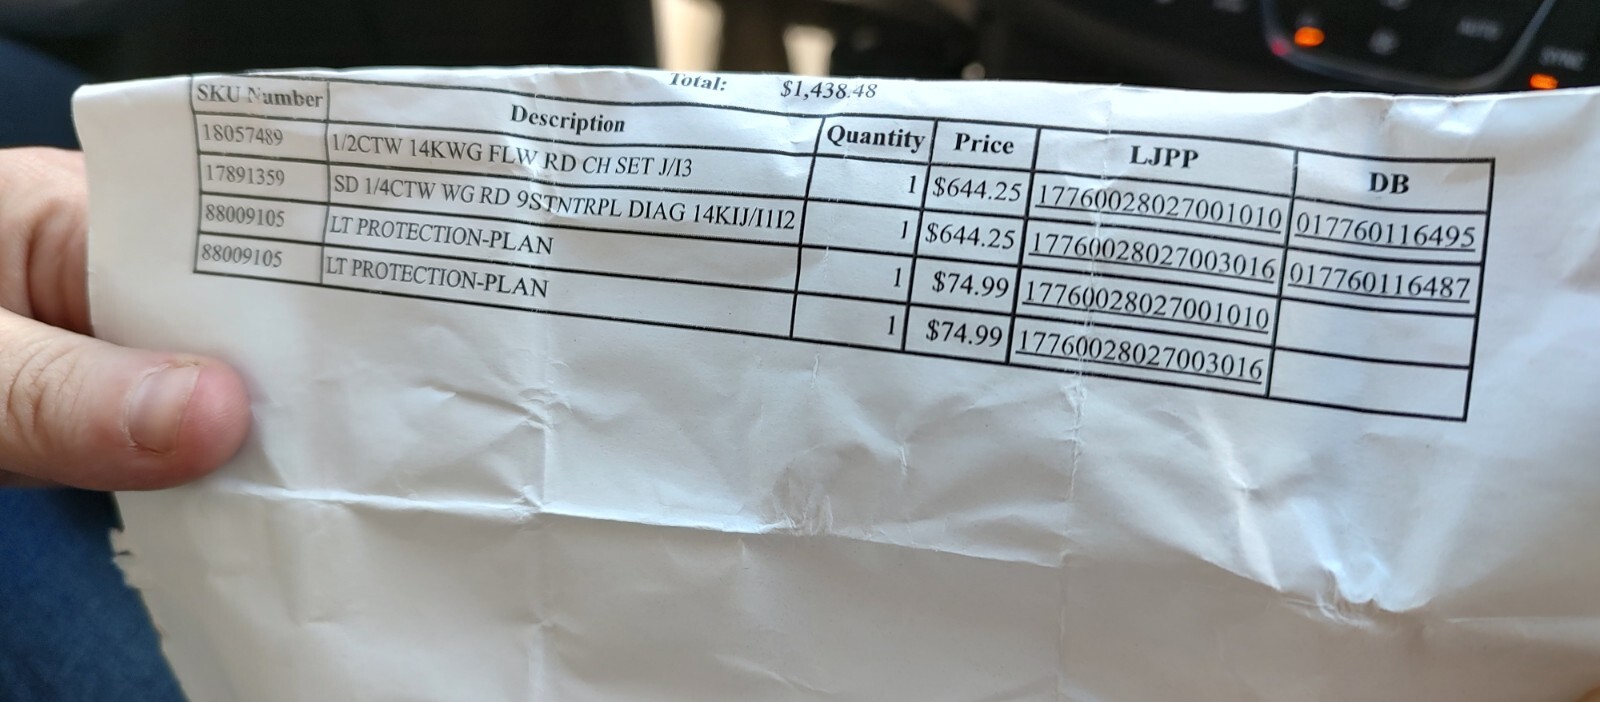 Total: $1,438.48
SKU Number Description Quantity Price LJPP DB
18057489 1/2CTW 14KWG FLW RD CH SET J/I3 1 $644.25 17760028027001010 017760116495
17891359 SD 1/4CTW WG RD 9STNTRPL DIAG 14KIJ/I1I2 1 $644.25 17760028027003016 017760116487
88009105 LT PROTECTION-PLAN 1 $74.99 17760028027001010
88009105 LT PROTECTION-PLAN 1 $74.99 17760028027003016
AUTO
SYNC